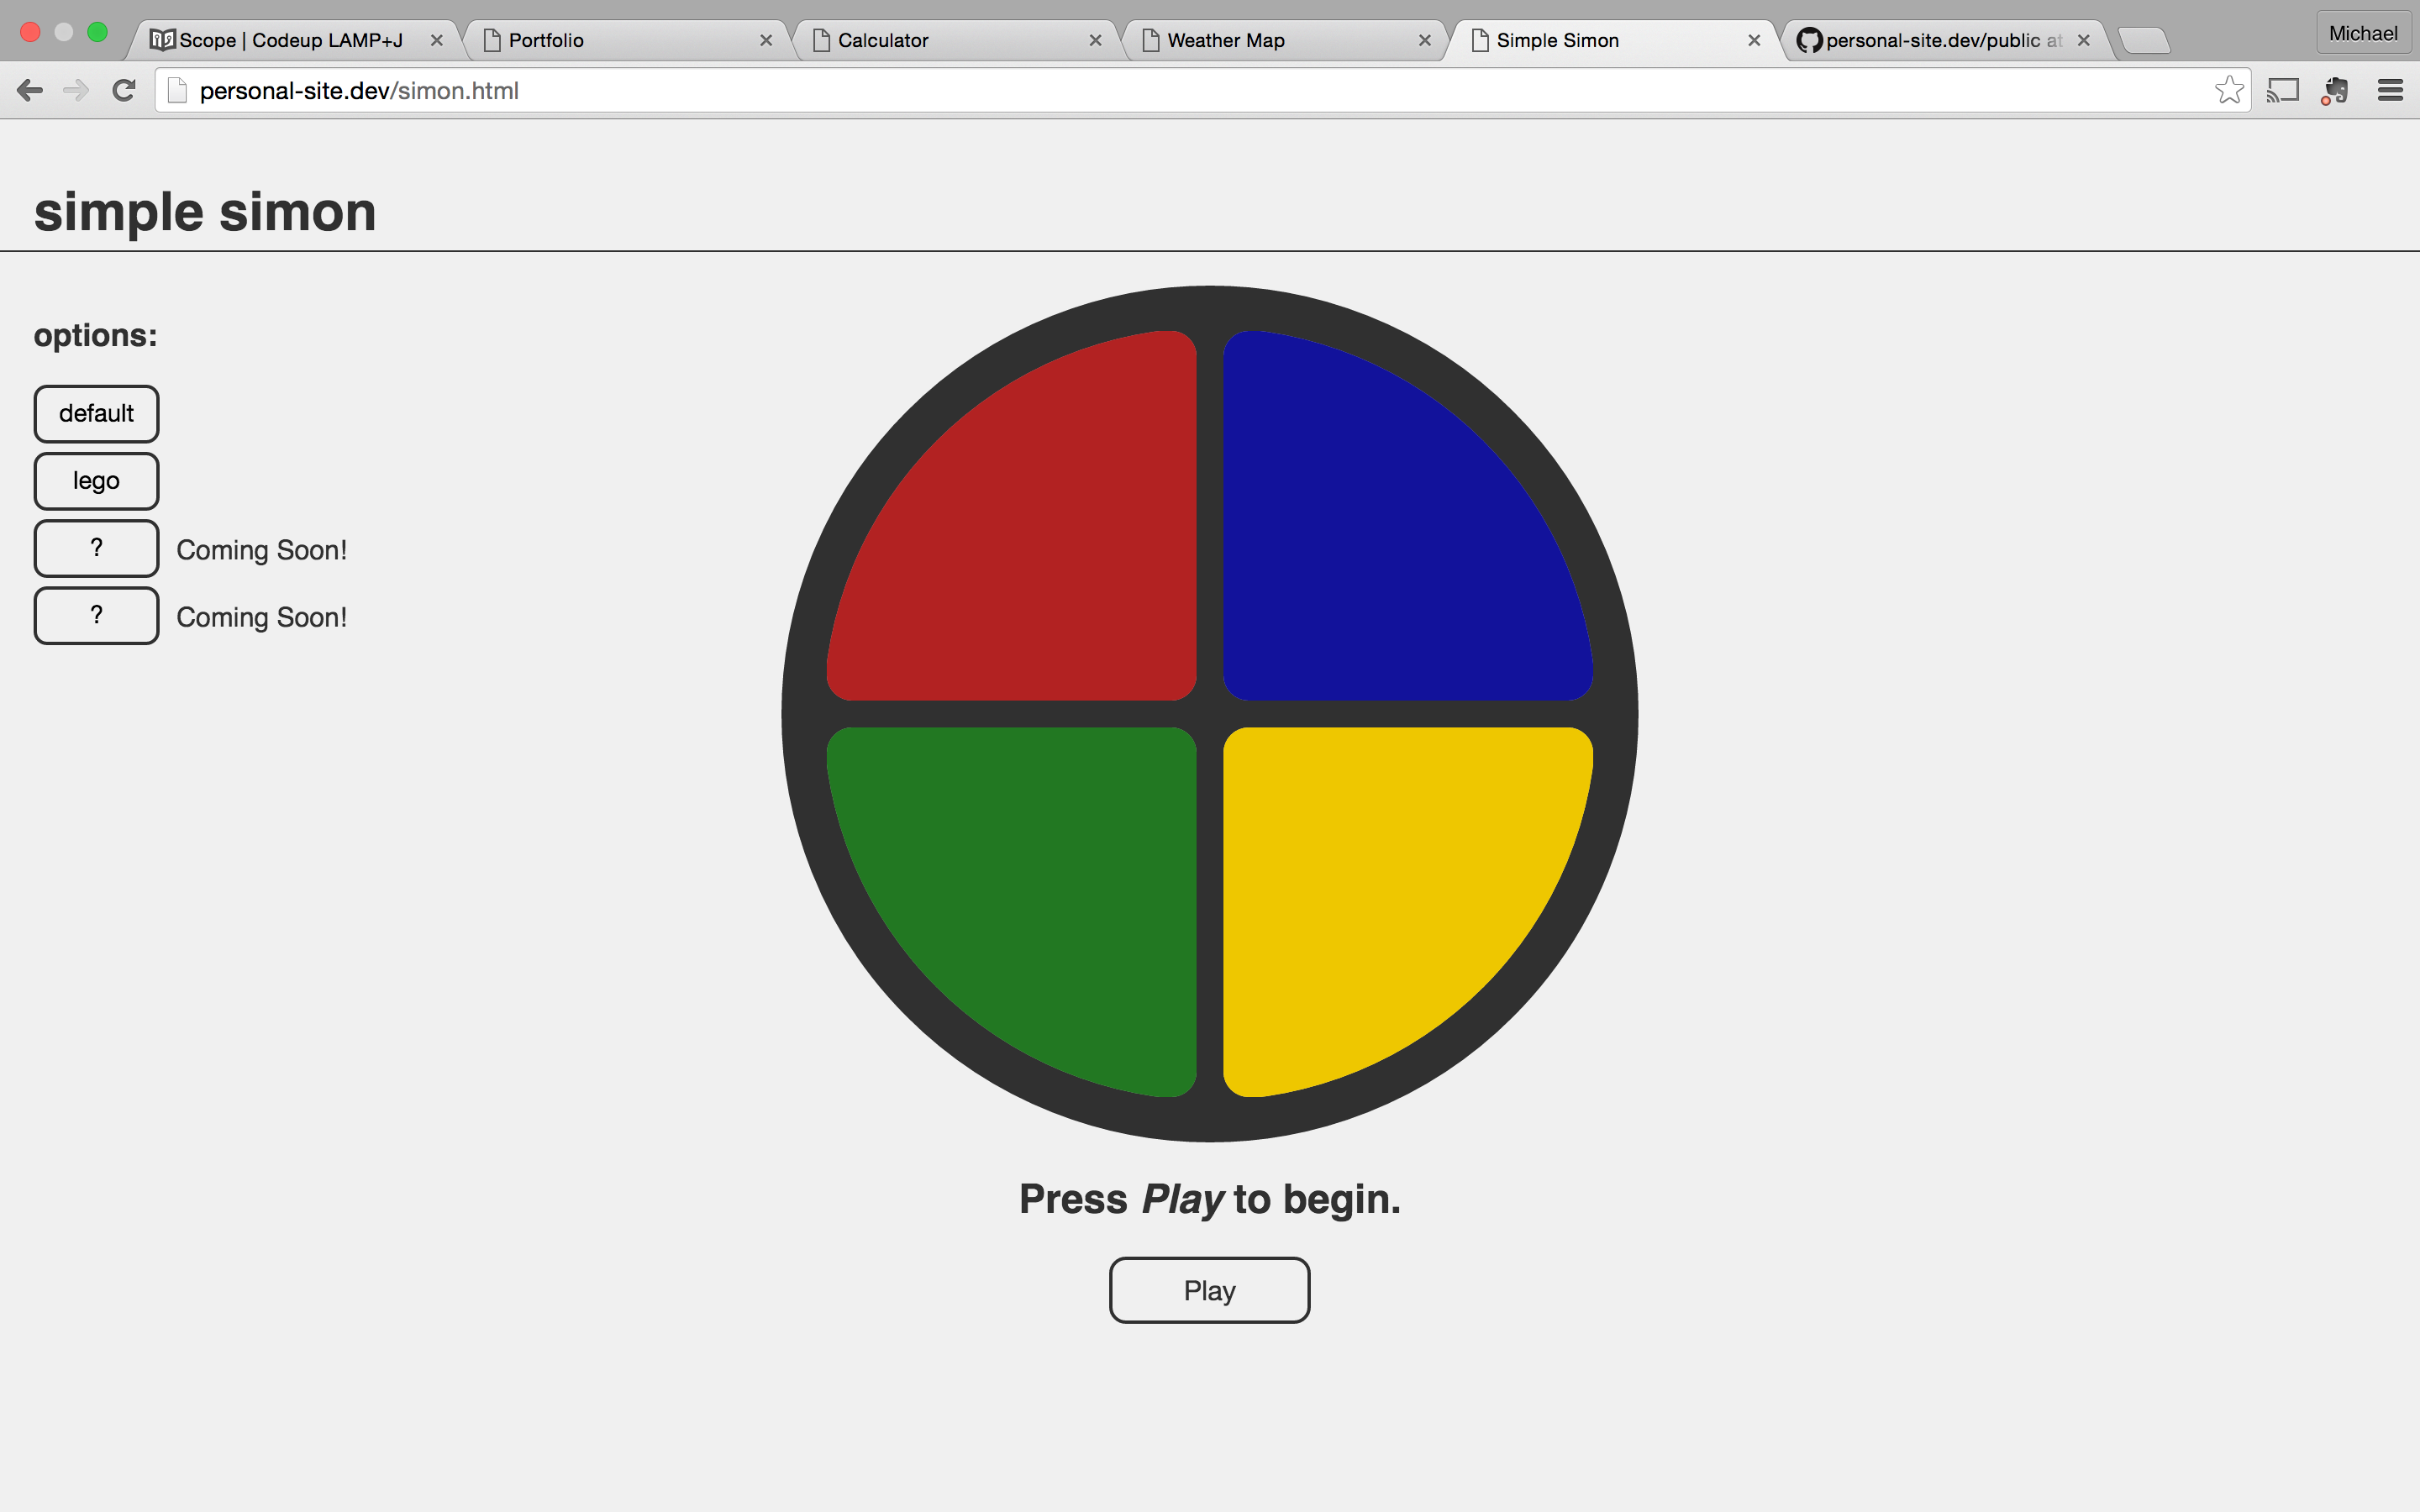 Scope | Codeup LAMP+J
Portfolio
Calculator
Weather Map
Simple Simon
personal-site.dev/public at
Michael
personal-site.dev/simon.html
simple simon
options:
default
lego
? Coming Soon!
? Coming Soon!
Press Play to begin.
Play